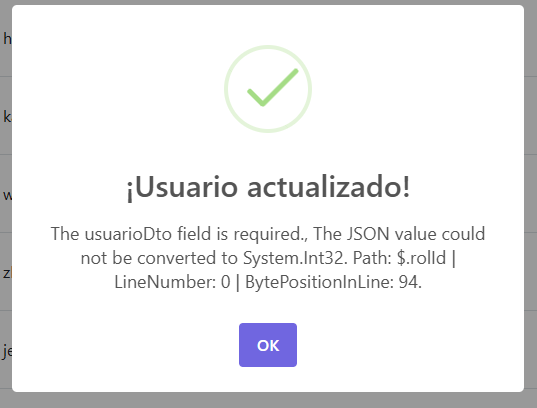 h
¡Usuario actualizado!
k
The usuarioDto field is required., The JSON value could
w
not be converted to System.Int32. Path: $.rolId |
LineNumber: 0 | BytePositionInLine: 94.
OK
je